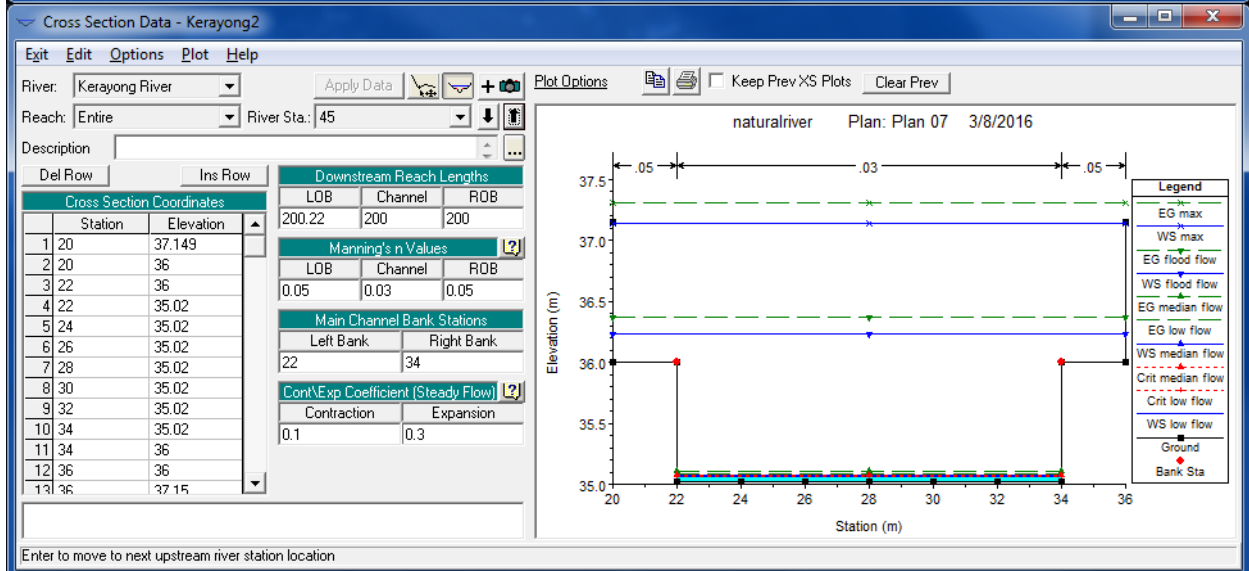 Cross Section Data - Kerayong2
Exit Edit Options Plot Help
River: Kerayong River Apply Data + Plot Options Keep Prev XS Plots Clear Prev
Reach: Entire River Sta.: 45
Description ...
Del Row Ins Row
Cross Section Coordinates
Station Elevation
1 20 37.149
2 20 36
3 22 36
4 22 35.02
5 24 35.02
6 26 35.02
7 28 35.02
8 30 35.02
9 32 35.02
10 34 35.02
11 34 36
12 36 36
13 36 37.15
Downstream Reach Lengths
LOB Channel ROB
200.22 200 200
Manning's n Values
LOB Channel ROB
0.05 0.03 0.05
Main Channel Bank Stations
Left Bank Right Bank
22 34
Cont\Exp Coefficient (Steady Flow)
Contraction Expansion
0.1 0.3
naturalriver Plan: Plan 07 3/8/2016
.05 .03 .05
37.5
37.0
36.5
36.0
35.5
35.0
Elevation (m)
20 22 24 26 28 30 32 34 36
Station (m)
Legend
EG max
WS max
EG flood flow
WS flood flow
EG median flow
EG low flow
WS median flow
Crit median flow
Crit low flow
WS low flow
Ground
Bank Sta
Enter to move to next upstream river station location